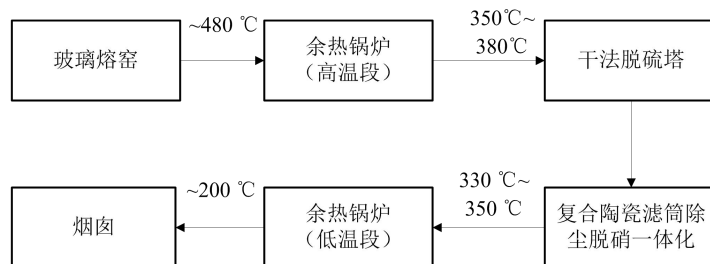 玻璃熔窑
~480 ℃
余热锅炉
（高温段）
350℃~
380℃
干法脱硫塔
复合陶瓷滤筒除
尘脱硝一体化
330 ℃~
350 ℃
余热锅炉
（低温段）
~200 ℃
烟囱